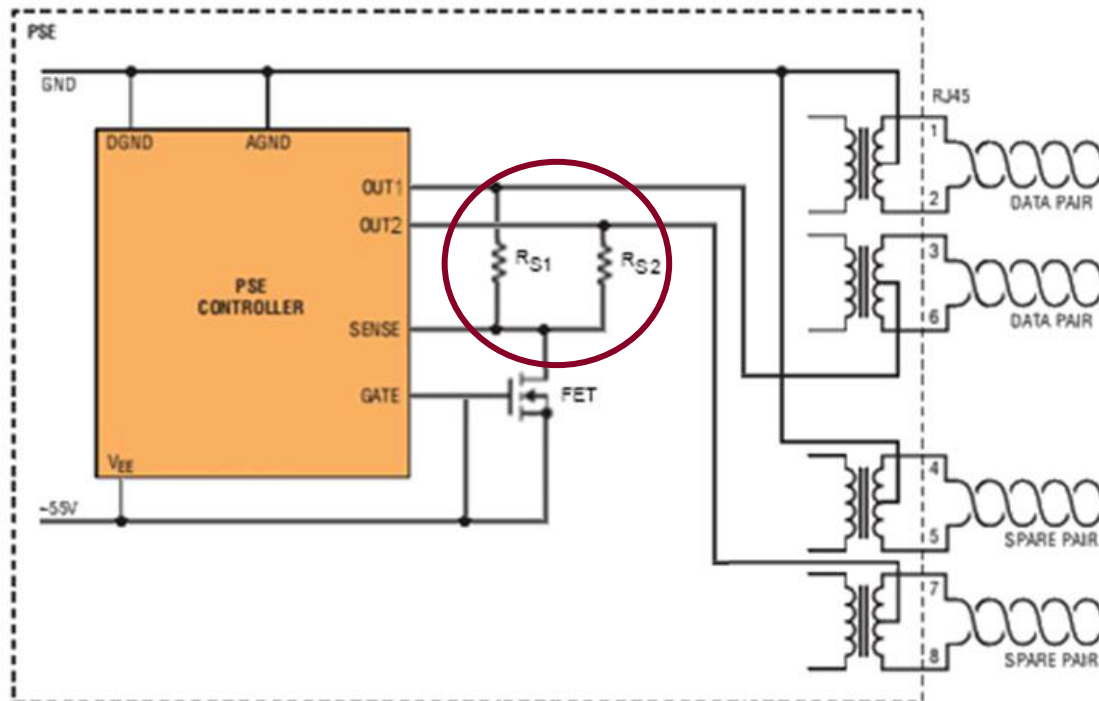 PSE
GND
RJ45
DGND
AGND
1
OUT1
2
DATA PAIR
OUT2
3
RS1
RS2
PSE
CONTROLLER
SENSE
6
DATA PAIR
GATE
FET
VEE
4
-55V
5
SPARE PAIR
7
8
SPARE PAIR